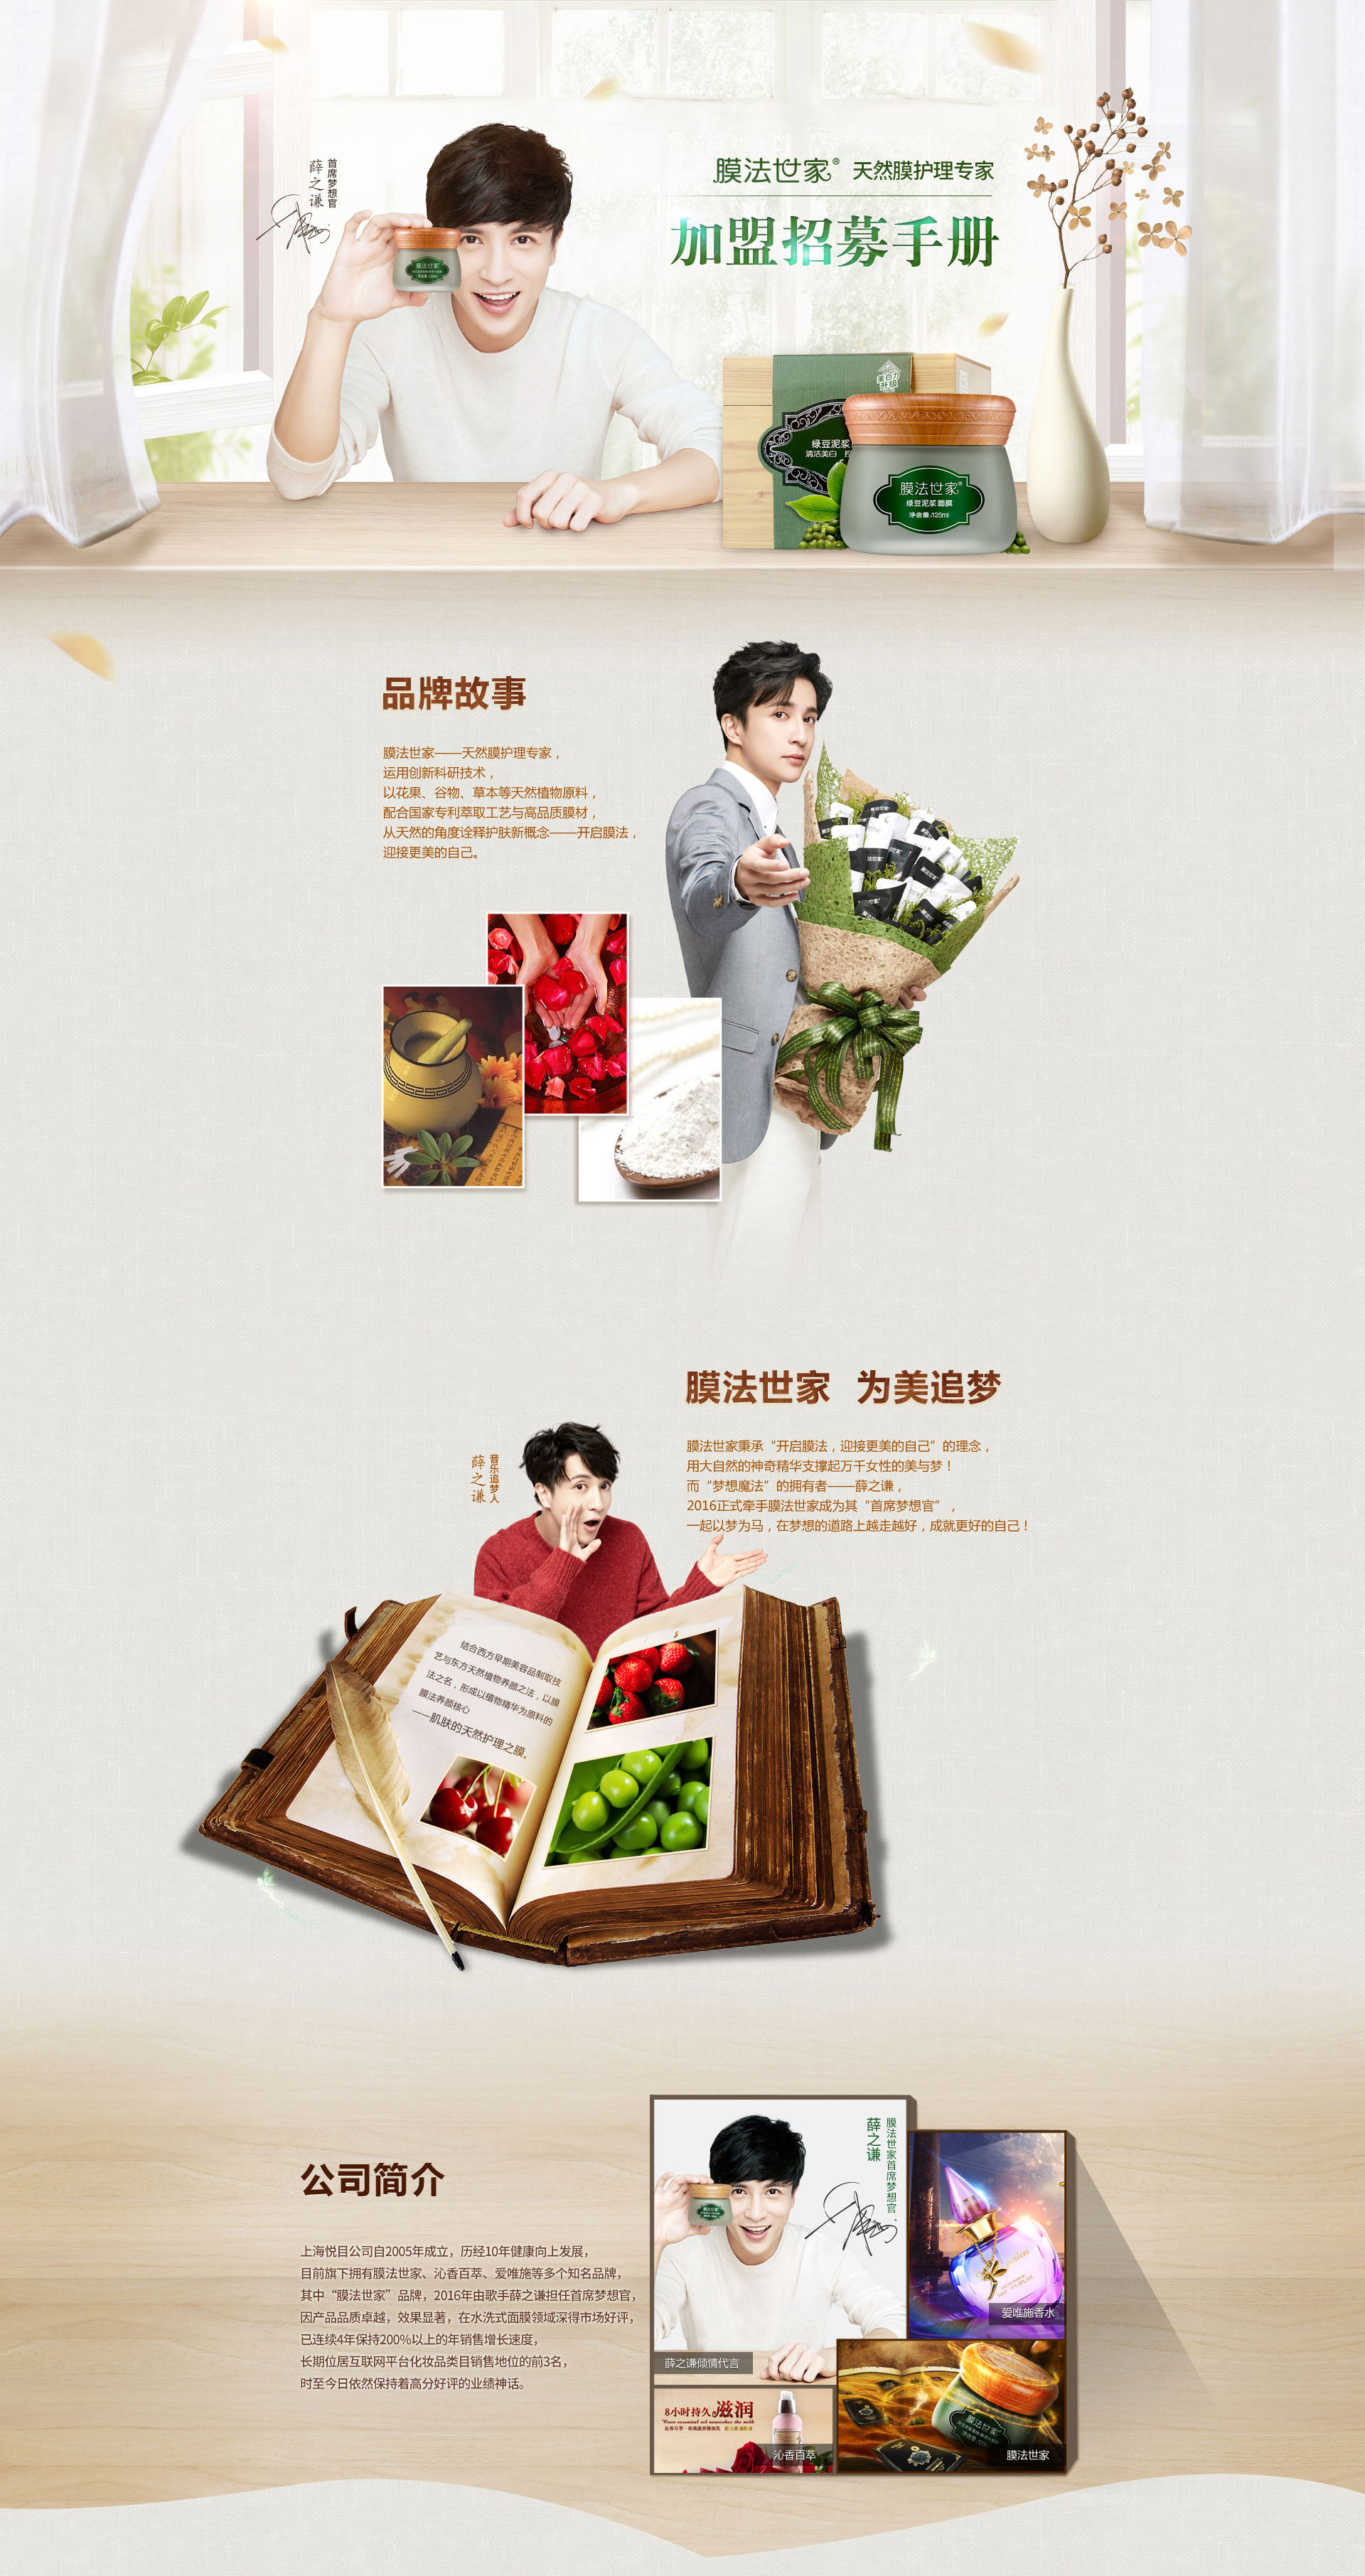 首席梦想官
薛之谦
膜法世家® 天然膜护理专家
加盟招募手册
膜法世家
绿豆泥浆
清洁美白
膜法世家®
绿豆泥浆面膜
净含量:125ml
品牌故事
膜法世家——天然膜护理专家，
运用创新科研技术，
以花果、谷物、草本等天然植物原料，
配合国家专利萃取工艺与高品质膜材，
从天然的角度诠释护肤新概念——开启膜法，
迎接更美的自己。
膜法世家 为美追梦
膜法世家秉承“开启膜法，迎接更美的自己”的理念，
用大自然的神奇精华支撑起万千女性的美与梦！
而“梦想魔法”的拥有者——薛之谦，
2016正式牵手膜法世家成为其“首席梦想官”，
一起以梦为马，在梦想的道路上越走越好，成就更好的自己！
音乐追梦人
薛之谦
结合西方早期美容品制取技
艺与东方天然植物养颜之法，以膜
法之名，形成以植物精华为原料的
膜法养颜核心
——肌肤的天然护理之膜.
公司简介
上海悦目公司自2005年成立，历经10年健康向上发展，
目前旗下拥有膜法世家、沁香百萃、爱唯施等多个知名品牌，
其中“膜法世家”品牌，2016年由歌手薛之谦担任首席梦想官，
因产品品质卓越，效果显著，在水洗式面膜领域深得市场好评，
已连续4年保持200%以上的年销售增长速度，
长期位居互联网平台化妆品类目销售地位的前3名，
时至今日依然保持着高分好评的业绩神话。
膜法世家首席梦想官
薛之谦
薛之谦倾情代言
爱唯施香水
8小时持久滋润
沁香百萃
膜法世家
膜法世家